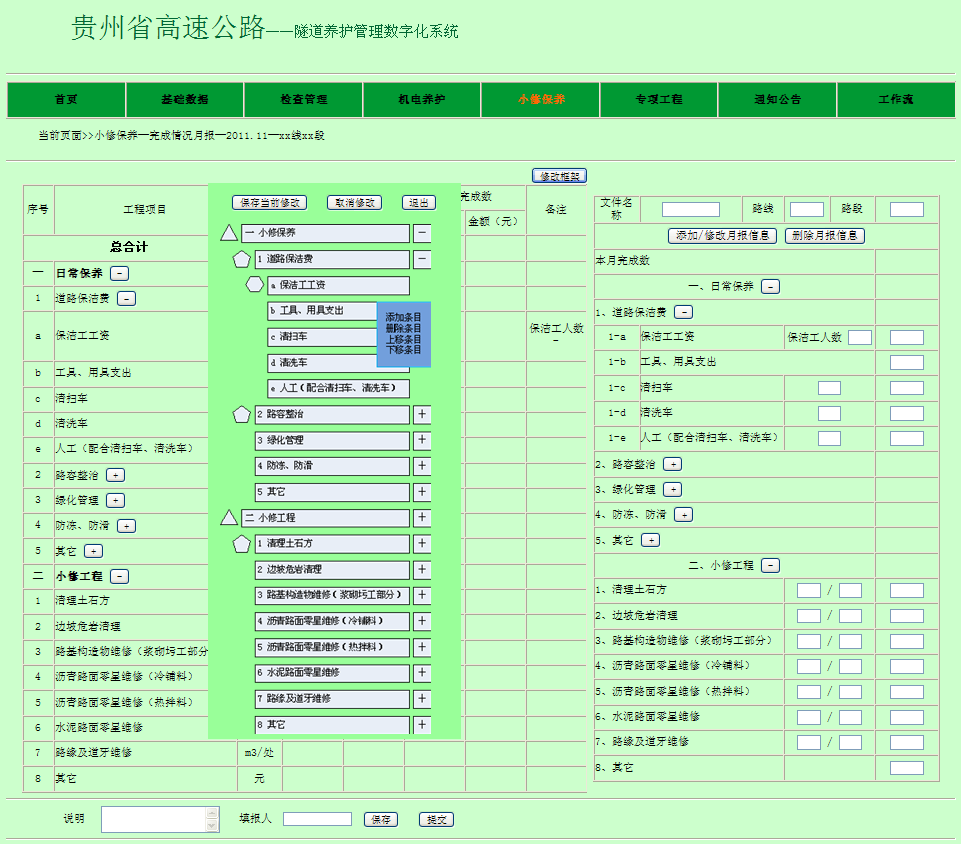 贵州省高速公路——隧道养护管理数字化系统
首页 基础数据 检查管理 机电养护 小修保养 专项工程 通知公告 工作流
当前页面>>小修保养—完成情况月报—2011.11—xx线xx段
修改框架
序号 工程项目 完成数 备注
金额（元）
总合计
一 日常保养 -
1 道路保洁费 -
a 保洁工工资 保洁工人数-
b 工具、用具支出
c 清扫车
d 清洗车
e 人工（配合清扫车、清洗车）
2 路容整治 +
3 绿化管理 +
4 防冻、防滑 +
5 其它 +
二 小修工程 -
1 清理土石方
2 边坡危岩清理
3 路基构造物维修（浆砌圬工部分
4 沥青路面零星维修（冷铺料）
5 沥青路面零星维修（热拌料）
6 水泥路面零星维修
7 路缘及道牙维修 m3/处
8 其它 元
保存当前修改 取消修改 退出
一 小修保养 －
1 道路保洁费 －
a 保洁工工资
b 工具、用具支出
c 清扫车
d 清洗车
e 人工（配合清扫车、清洗车）
添加条目
删除条目
上移条目
下移条目
2 路容整治 +
3 绿化管理 +
4 防冻、防滑 +
5 其它 +
二 小修工程 +
1 清理土石方 +
2 边坡危岩清理 +
3 路基构造物维修（浆砌圬工部分） +
4 沥青路面零星维修（冷铺料） +
5 沥青路面零星维修（热拌料） +
6 水泥路面零星维修 +
7 路缘及道牙维修 +
8 其它 +
文件名称 路线 路段
添加/修改月报信息 删除月报信息
本月完成数
一、日常保养 -
1、道路保洁费 -
1-a 保洁工工资 保洁工人数
1-b 工具、用具支出
1-c 清扫车
1-d 清洗车
1-e 人工（配合清扫车、清洗车）
2、路容整治 +
3、绿化管理 +
4、防冻、防滑 +
5、其它 +
二、小修工程 -
1、清理土石方 /
2、边坡危岩清理 /
3、路基构造物维修（浆砌圬工部分） /
4、沥青路面零星维修（冷铺料） /
5、沥青路面零星维修（热拌料） /
6、水泥路面零星维修 /
7、路缘及道牙维修 /
8、其它
说明 填报人 保存 提交